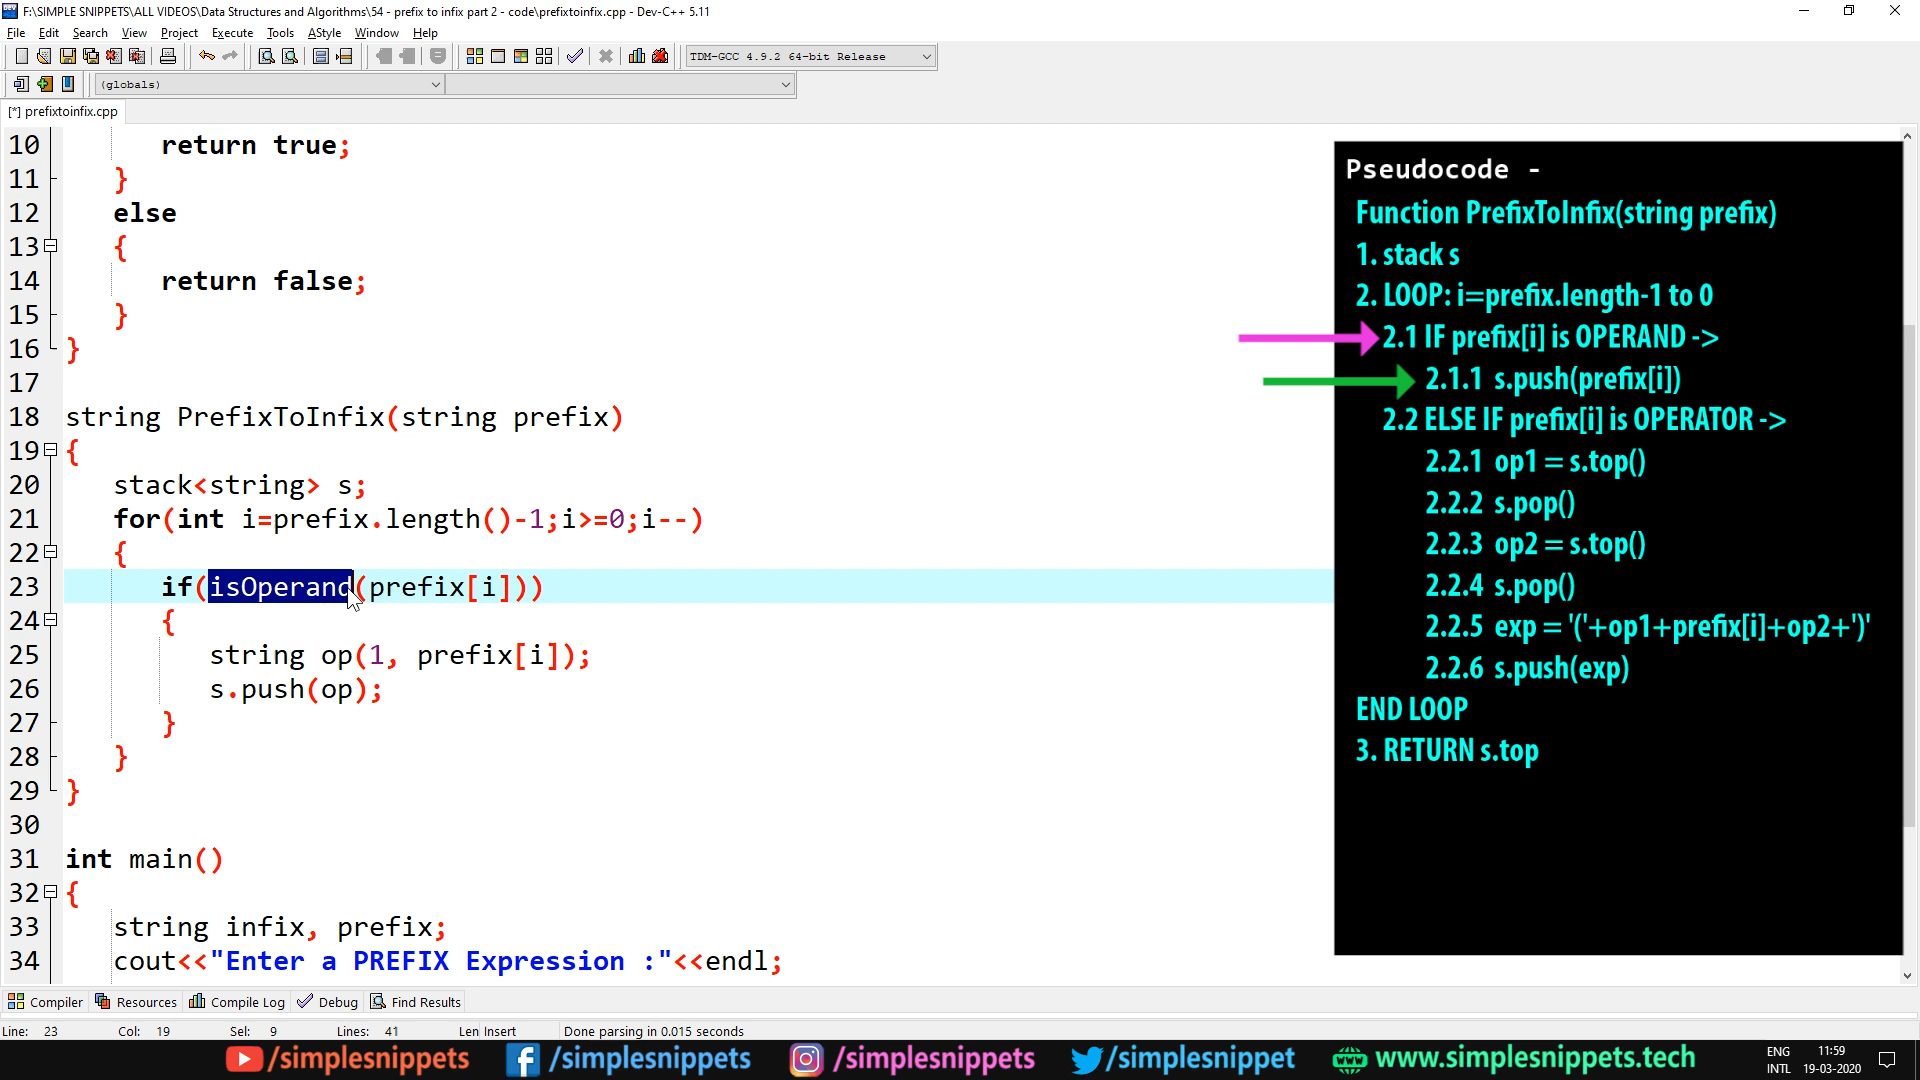 F:\SIMPLE SNIPPETS\ALL VIDEOS\Data Structures and Algorithms\54 - prefix to infix part 2 - code\prefixtoinfix.cpp - Dev-C++ 5.11
File Edit Search View Project Execute Tools AStyle Window Help
TDM-GCC 4.9.2 64-bit Release
(globals)
[*] prefixtoinfix.cpp
10 return true;
11 }
12 else
13 {
14 return false;
15 }
16 }
17
18 string PrefixToInfix(string prefix)
19 {
20 stack<string> s;
21 for(int i=prefix.length()-1;i>=0;i--)
22 {
23 if(isOperand(prefix[i]))
24 {
25 string op(1, prefix[i]);
26 s.push(op);
27 }
28 }
29 }
30
31 int main()
32 {
33 string infix, prefix;
34 cout<<"Enter a PREFIX Expression :"<<endl;
Pseudocode -
Function PrefixToInfix(string prefix)
1. stack s
2. LOOP: i=prefix.length-1 to 0
2.1 IF prefix[i] is OPERAND ->
2.1.1 s.push(prefix[i])
2.2 ELSE IF prefix[i] is OPERATOR ->
2.2.1 op1 = s.top()
2.2.2 s.pop()
2.2.3 op2 = s.top()
2.2.4 s.pop()
2.2.5 exp = '('+op1+prefix[i]+op2+')'
2.2.6 s.push(exp)
END LOOP
3. RETURN s.top
Compiler Resources Compile Log Debug Find Results
Line: 23 Col: 19 Sel: 9 Lines: 41 Len Insert Done parsing in 0.015 seconds
/simplesnippets /simplesnippets /simplesnippets /simplesnippet www.simplesnippets.tech
ENG 11:59
INTL 19-03-2020